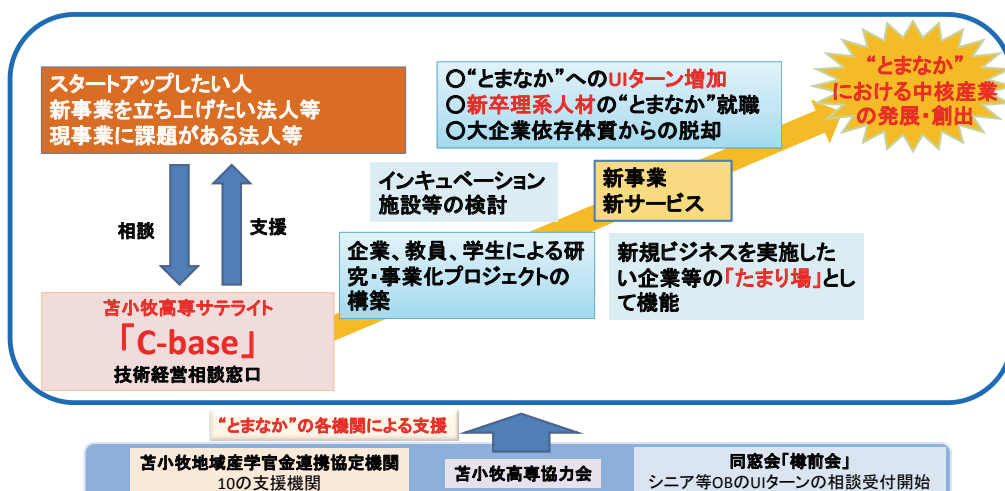 スタートアップしたい人
新事業を立ち上げたい法人等
現事業に課題がある法人等
〇“とまなか”へのUIターン増加
〇新卒理系人材の“とまなか”就職
〇大企業依存体質からの脱却
“とまなか”
における中核産業
の発展・創出
相談
支援
インキュベーション
施設等の検討
新事業
新サービス
企業、教員、学生による研
究・事業化プロジェクトの
構築
新規ビジネスを実施した
い企業等の「たまり場」とし
て機能
苫小牧高専サテライト
「C-base」
技術経営相談窓口
“とまなか”の各機関による支援
苫小牧地域産学官金連携協定機関
10の支援機関
苫小牧高専協力会
同窓会「樽前会」
シニア等OBのUIターンの相談受付開始